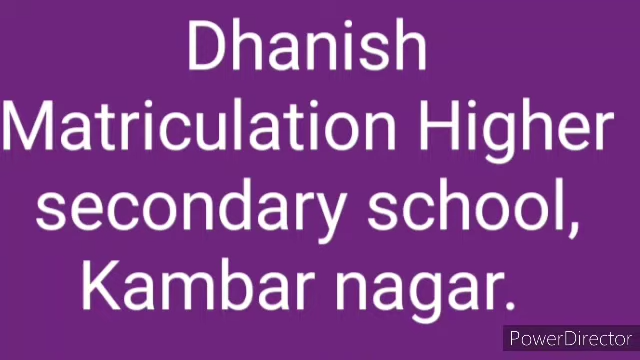 Dhanish
Matriculation Higher
secondary school,
Kambar nagar.
PowerDirector